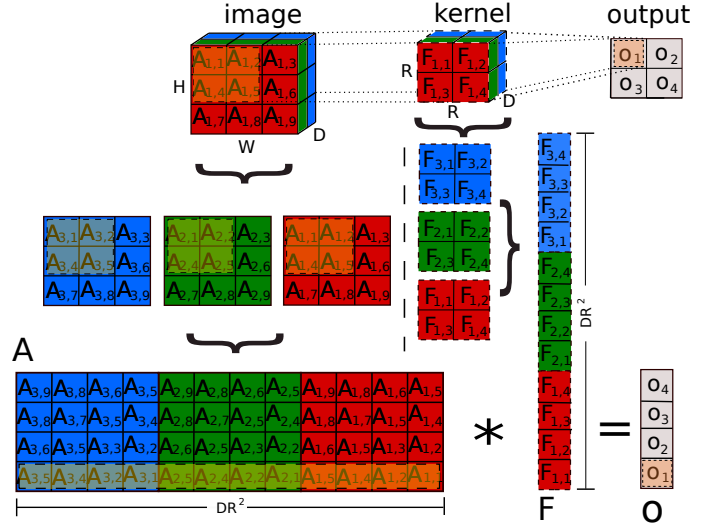 image
kernel
output
A1,1 A1,2 A1,3
A1,4 A1,5 A1,6
A1,7 A1,8 A1,9
H
W
D
F1,1 F1,2
F1,3 F1,4
R
R
D
o1 o2
o3 o4
A3,1 A3,2 A3,3
A3,4 A3,5 A3,6
A3,7 A3,8 A3,9
A2,1 A2,2 A2,3
A2,4 A2,5 A2,6
A2,7 A2,8 A2,9
A1,1 A1,2 A1,3
A1,4 A1,5 A1,6
A1,7 A1,8 A1,9
F3,1 F3,2
F3,3 F3,4
F2,1 F2,2
F2,3 F2,4
F1,1 F1,2
F1,3 F1,4
A
A3,9 A3,8 A3,6 A3,5 A2,9 A2,8 A2,6 A2,5 A1,9 A1,8 A1,6 A1,5
A3,8 A3,7 A3,5 A3,4 A2,8 A2,7 A2,5 A2,4 A1,8 A1,7 A1,5 A1,4
A3,6 A3,5 A3,3 A3,2 A2,6 A2,5 A2,3 A2,2 A1,6 A1,5 A1,3 A1,2
A3,5 A3,4 A3,2 A3,1 A2,5 A2,4 A2,2 A2,1 A1,5 A1,4 A1,2 A1,1
DR²
*
F3,4
F3,3
F3,2
F3,1
F2,4
F2,3
F2,2
F2,1
F1,4
F1,3
F1,2
F1,1
F
DR²
=
o4
o3
o2
o1
o